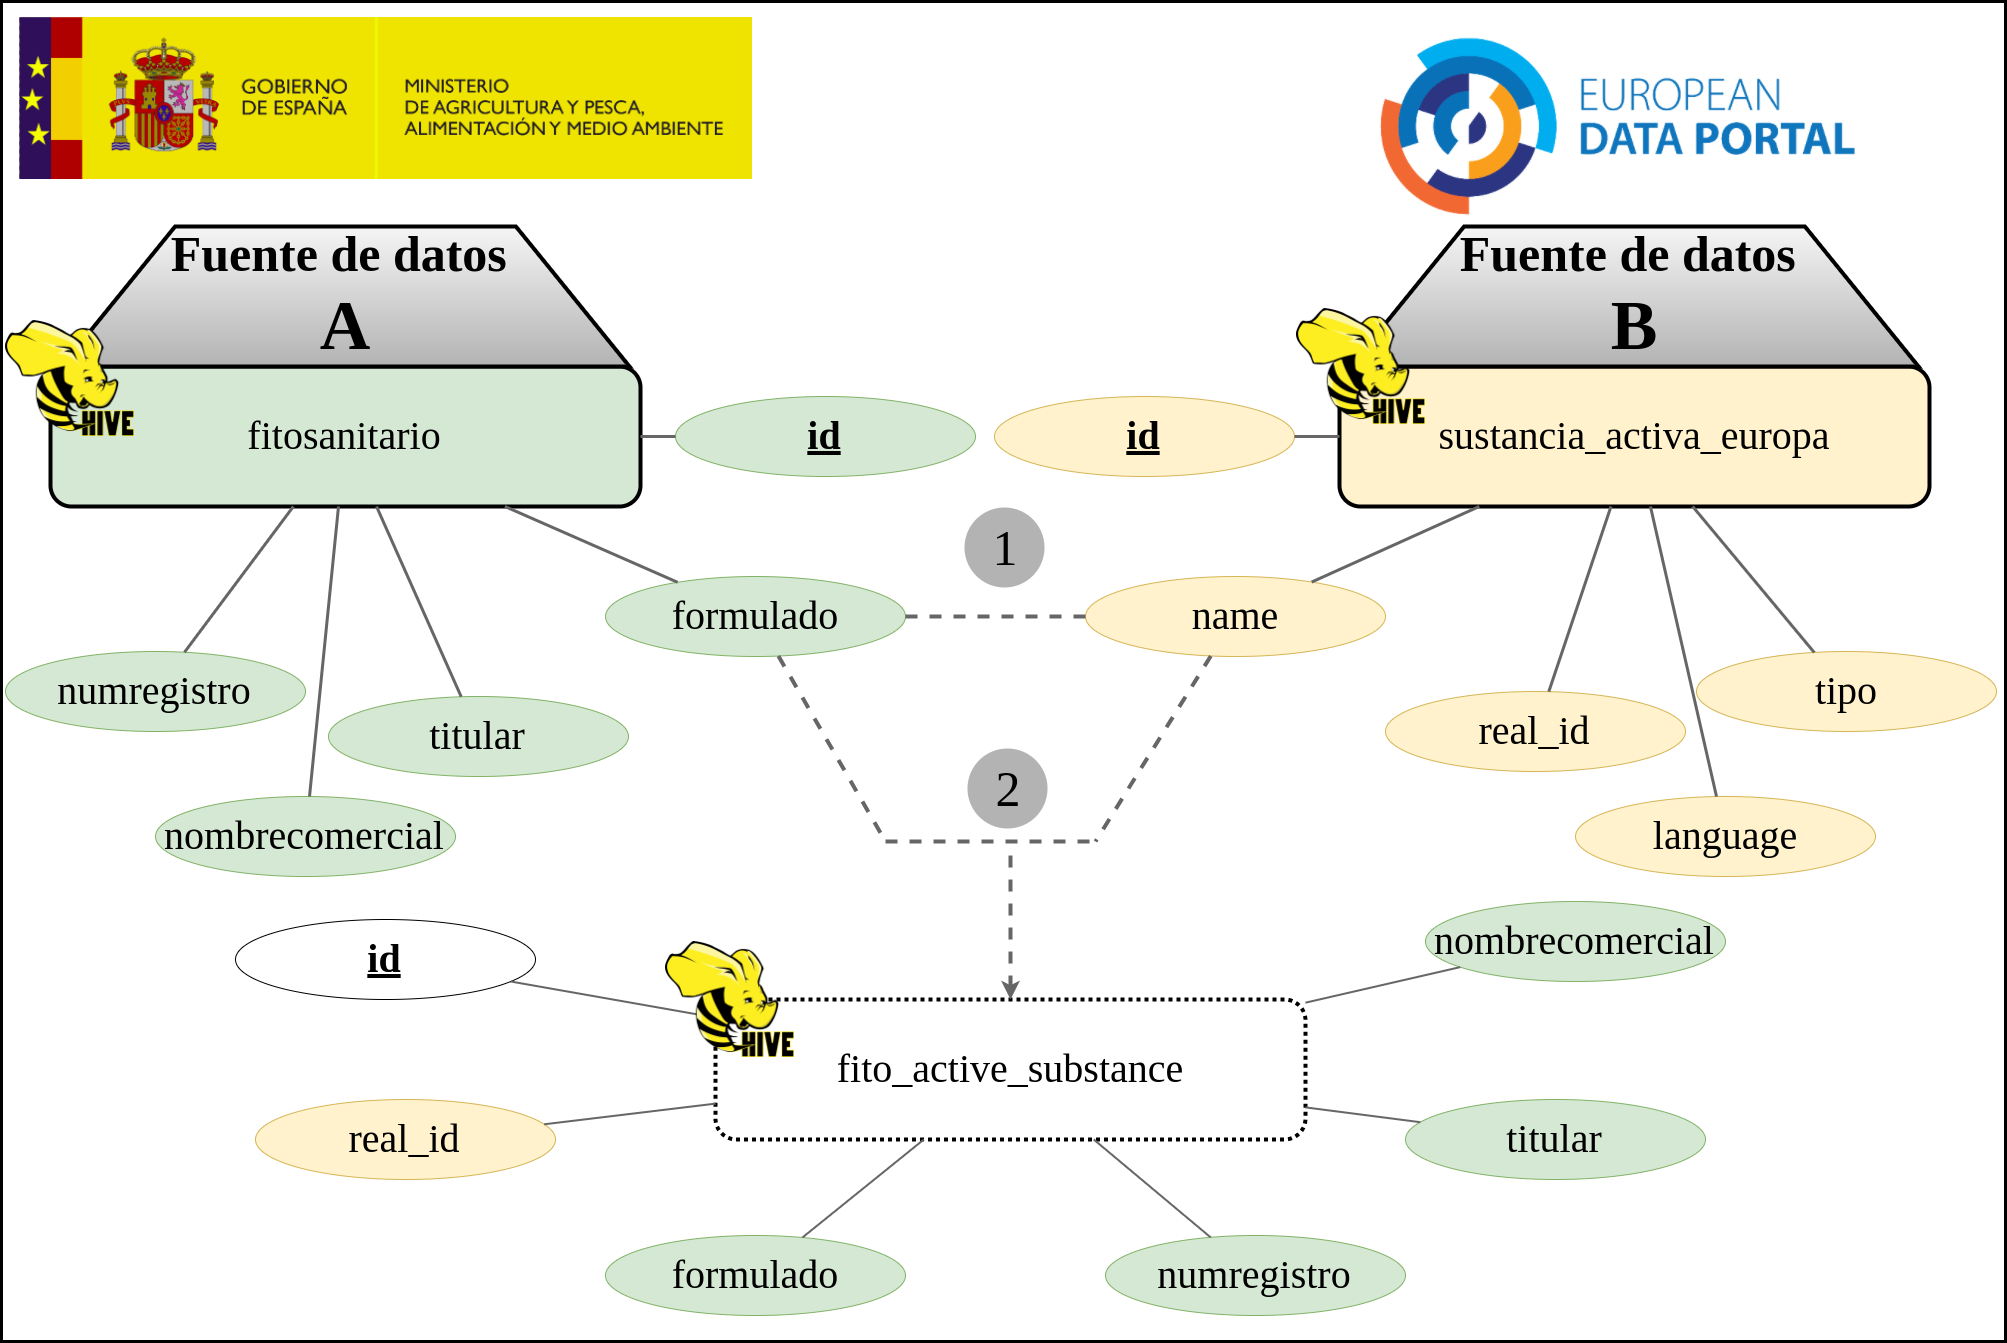 GOBIERNO
DE ESPAÑA
MINISTERIO
DE AGRICULTURA Y PESCA,
ALIMENTACIÓN Y MEDIO AMBIENTE
EUROPEAN
DATA PORTAL
Fuente de datos
A
Fuente de datos
B
HIVE
fitosanitario
id
id
HIVE
sustancia_activa_europa
1
formulado
name
numregistro
titular
nombrecomercial
real_id
tipo
language
2
id
HIVE
fito_active_substance
nombrecomercial
real_id
titular
formulado
numregistro